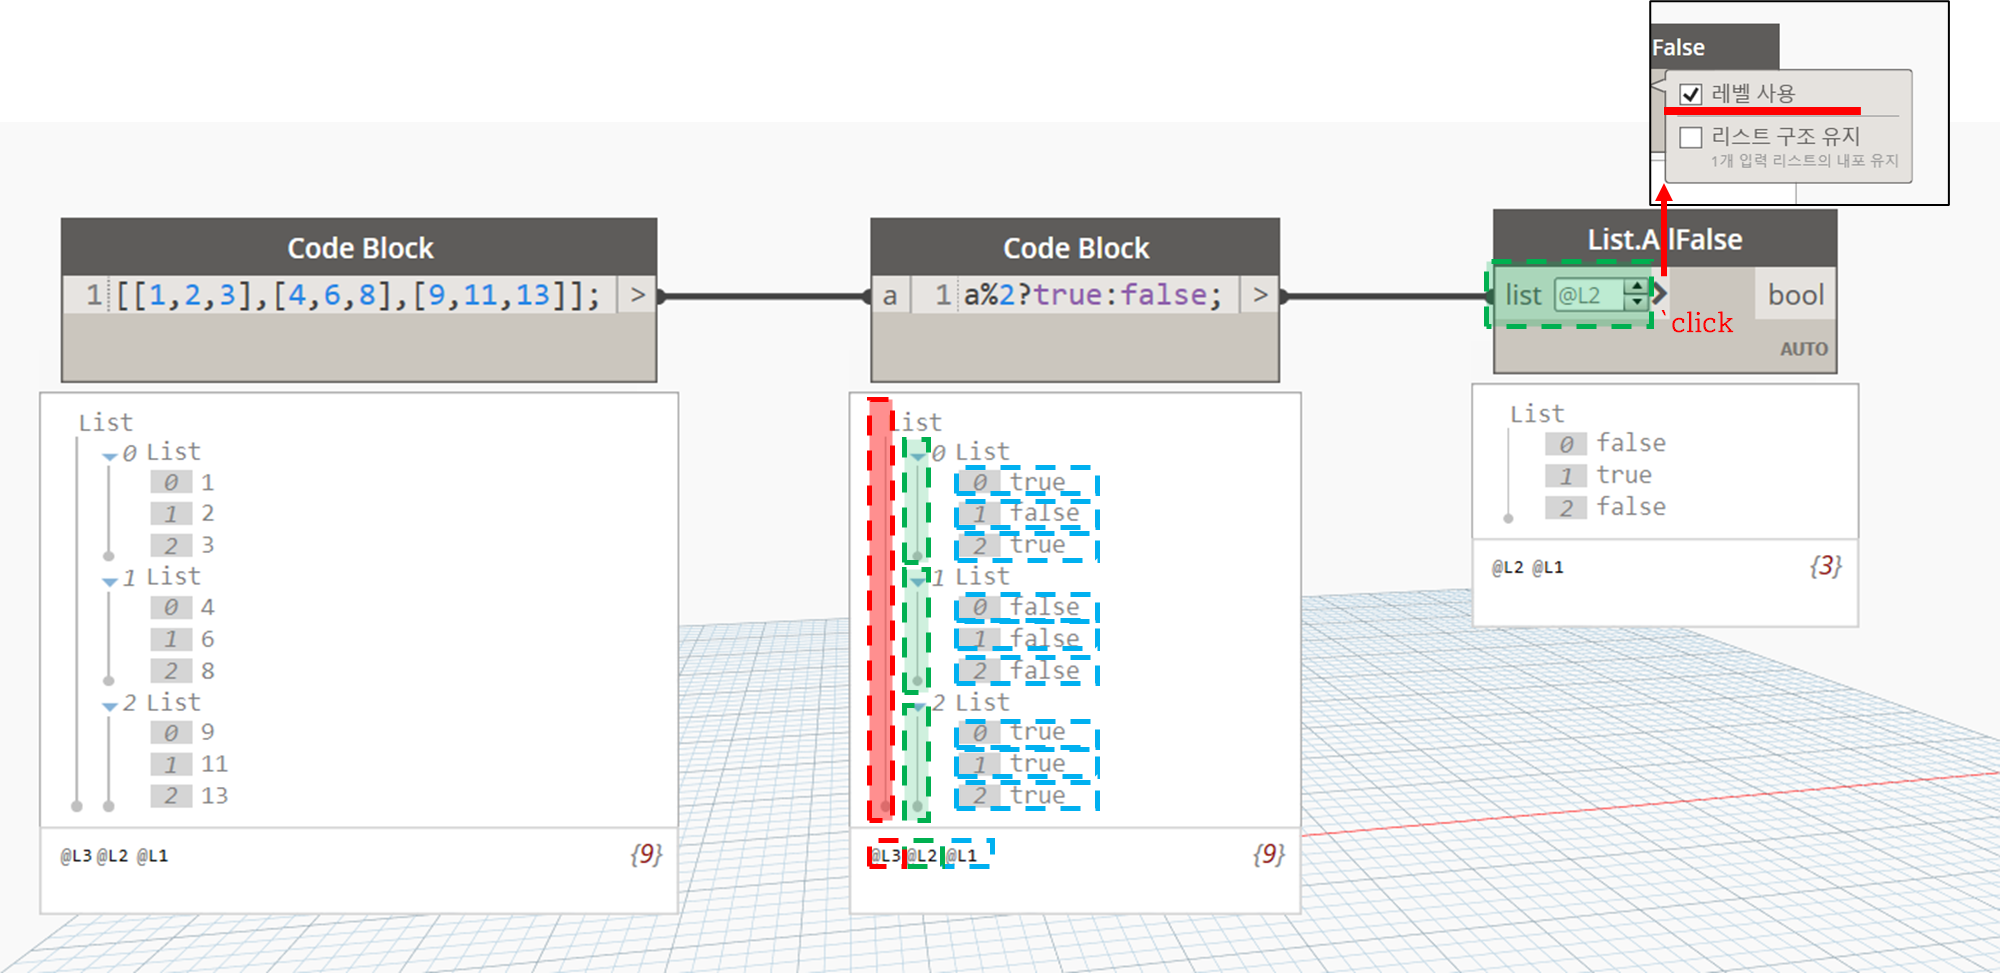 False
레벨 사용
리스트 구조 유지
1개 입력 리스트의 내포 유지
Code Block
1 [[1,2,3],[4,6,8],[9,11,13]]; >
List
0 List
0 1
1 2
2 3
1 List
0 4
1 6
2 8
2 List
0 9
1 11
2 13
@L3 @L2 @L1 {9}
Code Block
a 1 a%2?true:false; >
List
0 List
0 true
1 false
2 true
1 List
0 false
1 false
2 false
2 List
0 true
1 true
2 true
@L3 @L2 @L1 {9}
List.AllFalse
list @L2 > bool
`click
AUTO
List
0 false
1 true
2 false
@L2 @L1 {3}